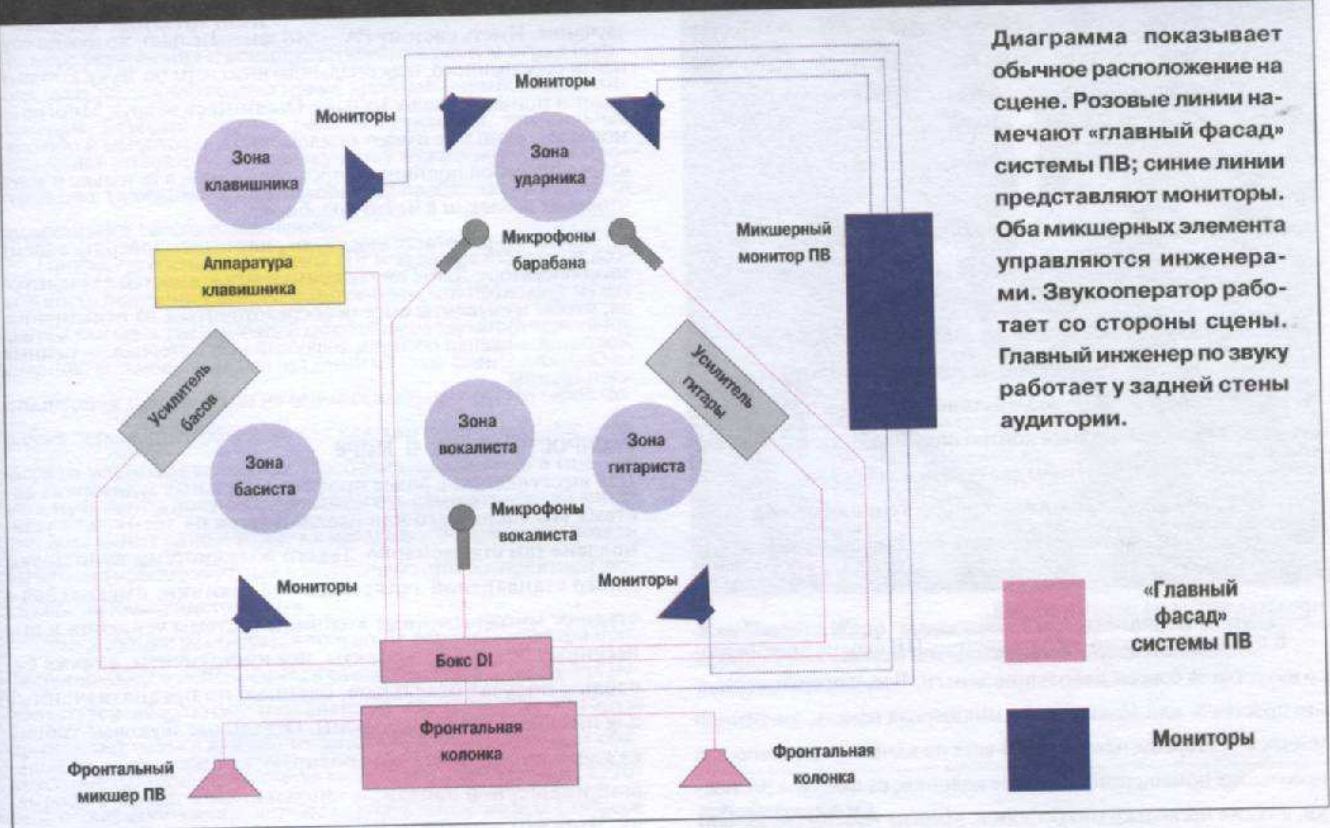 Диаграмма показывает
обычное расположение на
сцене. Розовые линии на-
мечают «главный фасад»
системы ПВ; синие линии
представляют мониторы.
Оба микшерных элемента
управляются инженера-
ми. Звукооператор рабо-
тает со стороны сцены.
Главный инженер по звуку
работает у задней стены
аудитории.
Мониторы
Мониторы
Зона
клавишника
Зона
ударника
Микрофоны
барабана
Микшерный
монитор ПВ
Аппаратура
клавишника
Усилитель
басов
Усилитель
гитары
Зона
вокалиста
Зона
гитариста
Зона
басиста
Микрофоны
вокалиста
Мониторы
Мониторы
Бокс DI
Фронтальная
колонка
Фронтальный
микшер ПВ
Фронтальная
колонка
«Главный
фасад»
системы ПВ
Мониторы